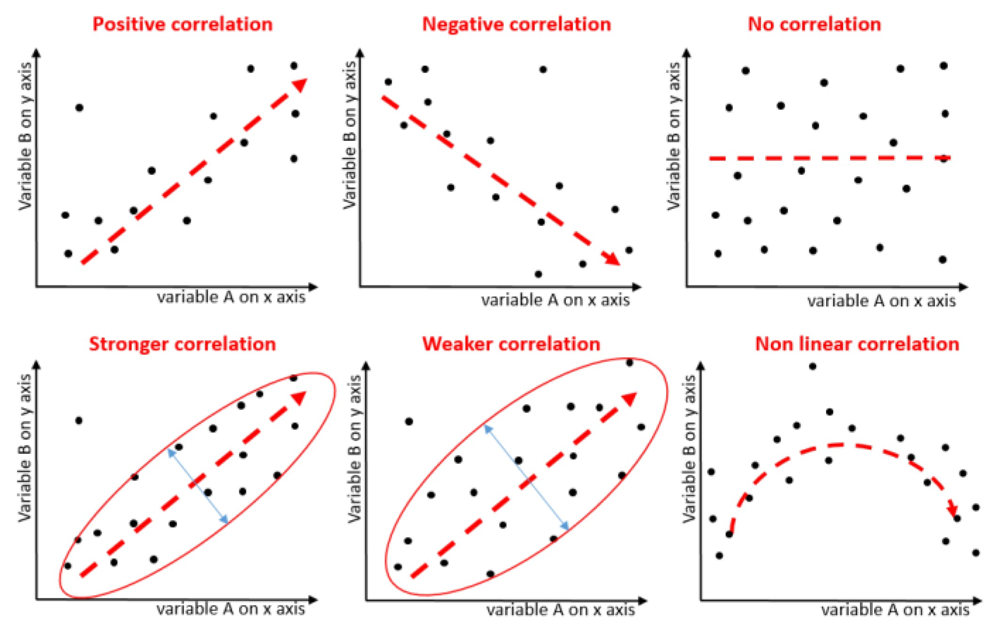 Positive correlation
Negative correlation
No correlation
Variable B on y axis
Variable B on y axis
Variable B on y axis
variable A on x axis
variable A on x axis
variable A on x axis
Stronger correlation
Weaker correlation
Non linear correlation
Variable B on y axis
Variable B on y axis
Variable B on y axis
variable A on x axis
variable A on x axis
variable A on x axis